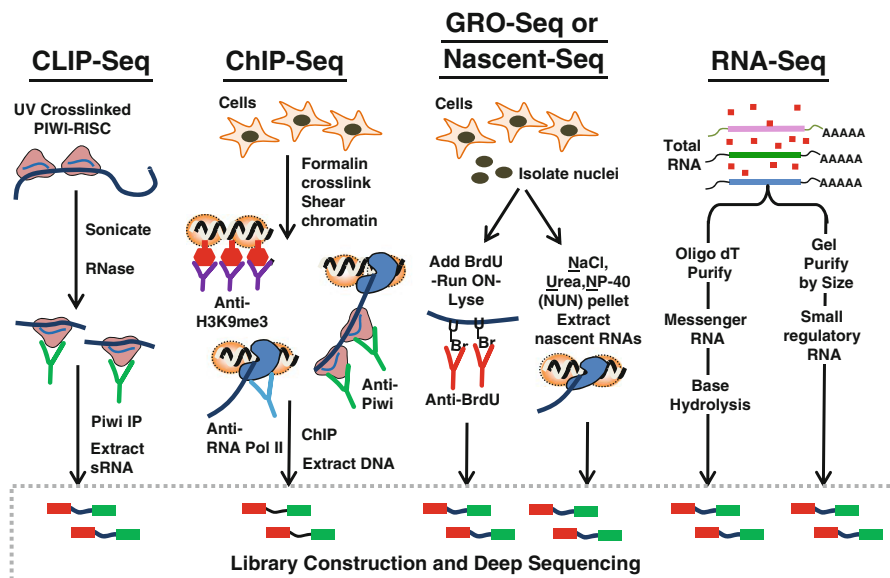 CLIP-Seq
UV Crosslinked
PIWI-RISC
Sonicate
RNase
Piwi IP
Extract
sRNA
ChIP-Seq
Cells
Formalin
crosslink
Shear
chromatin
Anti-
H3K9me3
Anti-
Piwi
Anti-
RNA Pol II
ChIP
Extract DNA
GRO-Seq or
Nascent-Seq
Cells
Isolate nuclei
Add BrdU
-Run ON-
Lyse
U U
Br Br
Anti-BrdU
NaCl,
Urea,NP-40
(NUN) pellet
Extract
nascent RNAs
RNA-Seq
Total
RNA
AAAAA
AAAAA
AAAAA
Oligo dT
Purify
Messenger
RNA
Base
Hydrolysis
Gel
Purify
by Size
Small
regulatory
RNA
Library Construction and Deep Sequencing